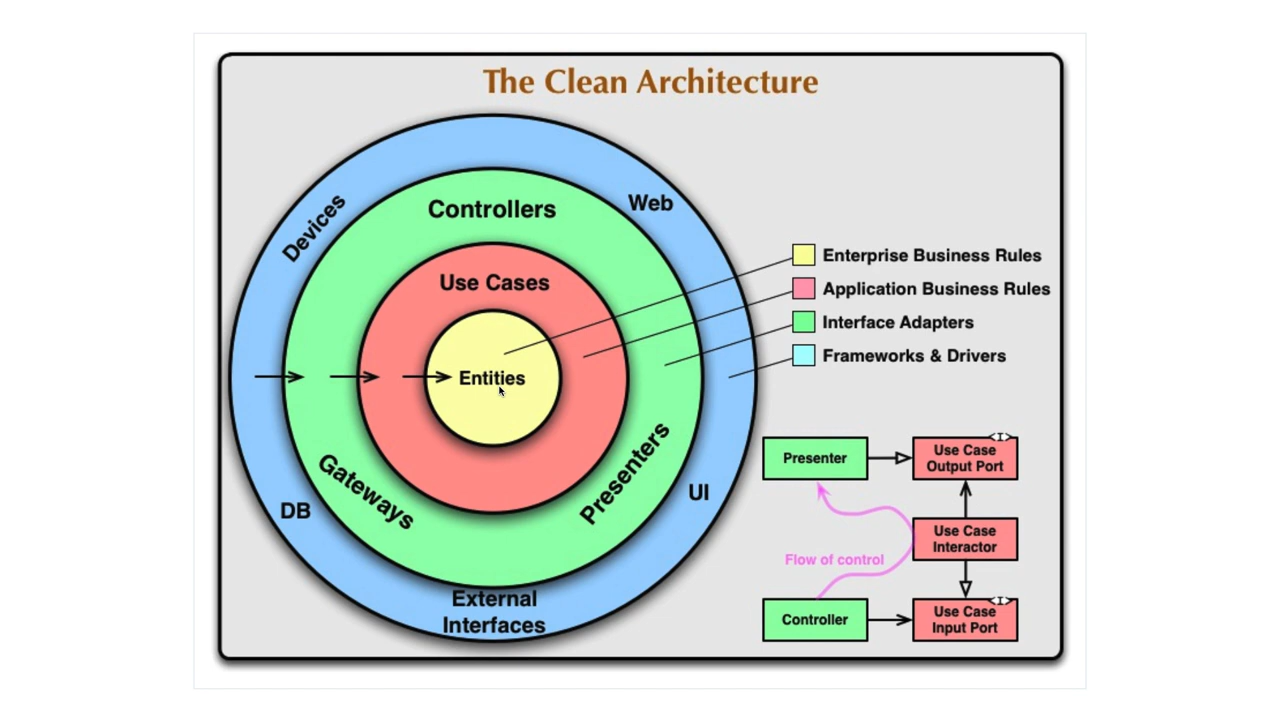 The Clean Architecture
Devices
Web
Controllers
Use Cases
Entities
Gateways
Presenters
DB
UI
External
Interfaces
Enterprise Business Rules
Application Business Rules
Interface Adapters
Frameworks & Drivers
Presenter
Use Case
Output Port
<I>
Use Case
Interactor
Flow of control
Controller
Use Case
Input Port
<I>